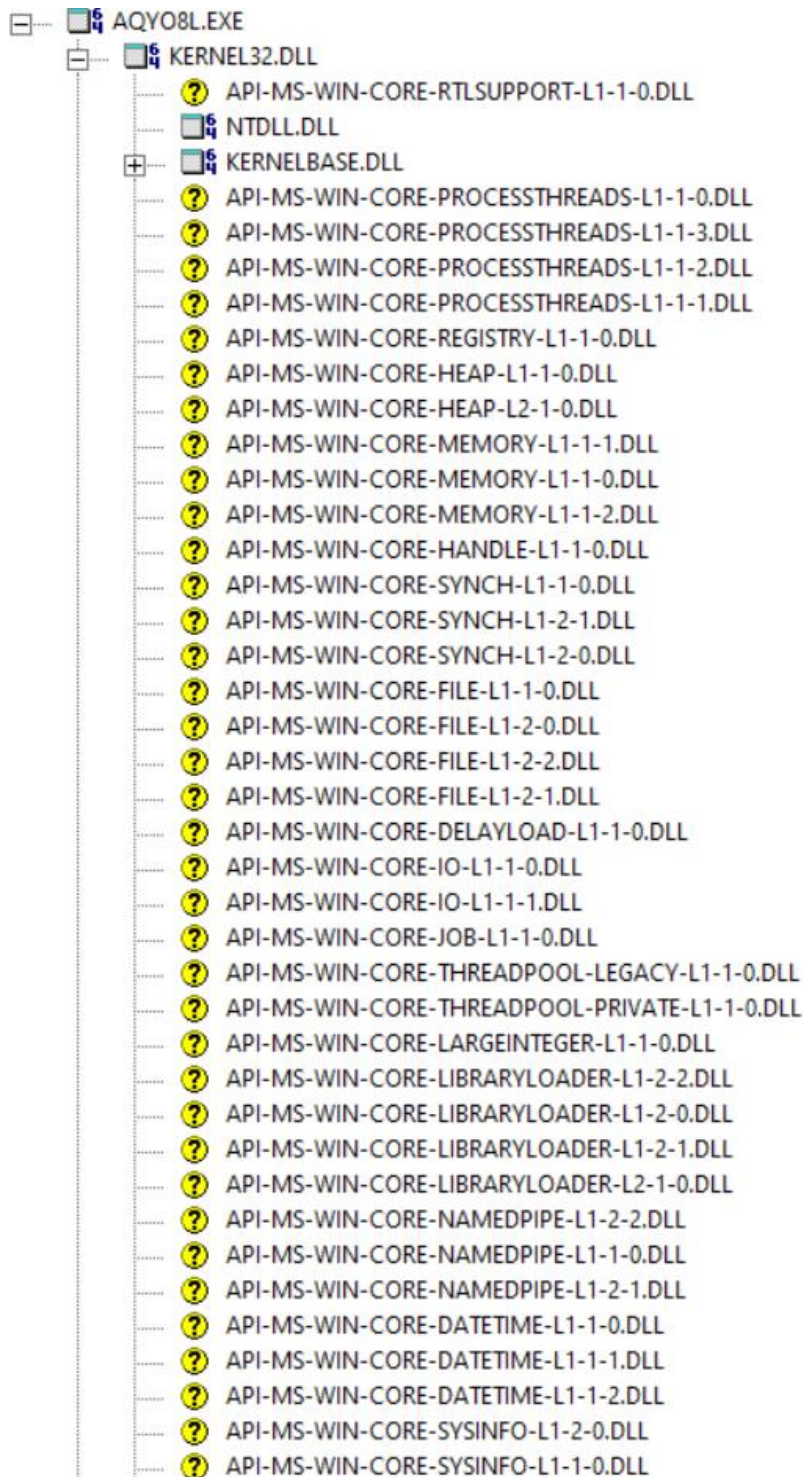 AQYO8L.EXE
KERNEL32.DLL
API-MS-WIN-CORE-RTLSUPPORT-L1-1-0.DLL
NTDLL.DLL
KERNELBASE.DLL
API-MS-WIN-CORE-PROCESSTHREADS-L1-1-0.DLL
API-MS-WIN-CORE-PROCESSTHREADS-L1-1-3.DLL
API-MS-WIN-CORE-PROCESSTHREADS-L1-1-2.DLL
API-MS-WIN-CORE-PROCESSTHREADS-L1-1-1.DLL
API-MS-WIN-CORE-REGISTRY-L1-1-0.DLL
API-MS-WIN-CORE-HEAP-L1-1-0.DLL
API-MS-WIN-CORE-HEAP-L2-1-0.DLL
API-MS-WIN-CORE-MEMORY-L1-1-1.DLL
API-MS-WIN-CORE-MEMORY-L1-1-0.DLL
API-MS-WIN-CORE-MEMORY-L1-1-2.DLL
API-MS-WIN-CORE-HANDLE-L1-1-0.DLL
API-MS-WIN-CORE-SYNCH-L1-1-0.DLL
API-MS-WIN-CORE-SYNCH-L1-2-1.DLL
API-MS-WIN-CORE-SYNCH-L1-2-0.DLL
API-MS-WIN-CORE-FILE-L1-1-0.DLL
API-MS-WIN-CORE-FILE-L1-2-0.DLL
API-MS-WIN-CORE-FILE-L1-2-2.DLL
API-MS-WIN-CORE-FILE-L1-2-1.DLL
API-MS-WIN-CORE-DELAYLOAD-L1-1-0.DLL
API-MS-WIN-CORE-IO-L1-1-0.DLL
API-MS-WIN-CORE-IO-L1-1-1.DLL
API-MS-WIN-CORE-JOB-L1-1-0.DLL
API-MS-WIN-CORE-THREADPOOL-LEGACY-L1-1-0.DLL
API-MS-WIN-CORE-THREADPOOL-PRIVATE-L1-1-0.DLL
API-MS-WIN-CORE-LARGEINTEGER-L1-1-0.DLL
API-MS-WIN-CORE-LIBRARYLOADER-L1-2-2.DLL
API-MS-WIN-CORE-LIBRARYLOADER-L1-2-0.DLL
API-MS-WIN-CORE-LIBRARYLOADER-L1-2-1.DLL
API-MS-WIN-CORE-LIBRARYLOADER-L2-1-0.DLL
API-MS-WIN-CORE-NAMEDPIPE-L1-2-2.DLL
API-MS-WIN-CORE-NAMEDPIPE-L1-1-0.DLL
API-MS-WIN-CORE-NAMEDPIPE-L1-2-1.DLL
API-MS-WIN-CORE-DATETIME-L1-1-0.DLL
API-MS-WIN-CORE-DATETIME-L1-1-1.DLL
API-MS-WIN-CORE-DATETIME-L1-1-2.DLL
API-MS-WIN-CORE-SYSINFO-L1-2-0.DLL
API-MS-WIN-CORE-SYSINFO-L1-1-0.DLL